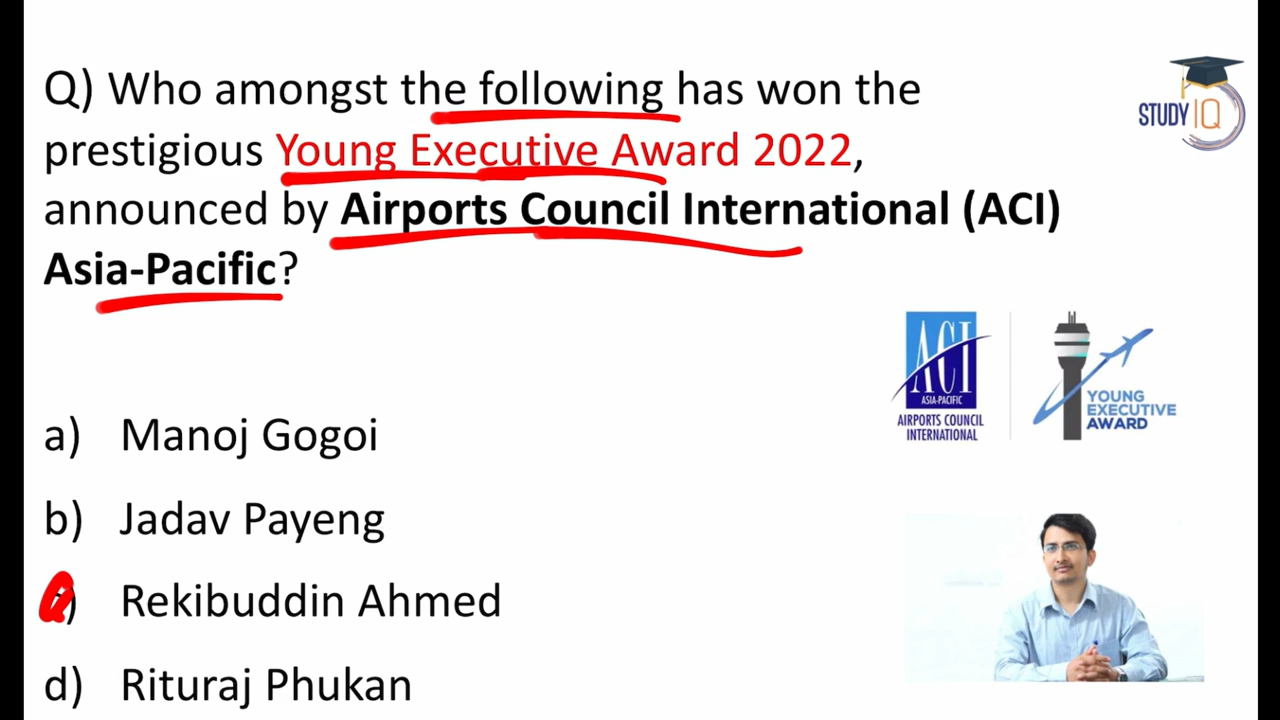 Q) Who amongst the following has won the
prestigious Young Executive Award 2022,
announced by Airports Council International (ACI)
Asia-Pacific?
STUDY IQ
ACI
ASIA-PACIFIC
AIRPORTS COUNCIL
INTERNATIONAL
YOUNG
EXECUTIVE
AWARD
a) Manoj Gogoi
b) Jadav Payeng
) Rekibuddin Ahmed
d) Rituraj Phukan